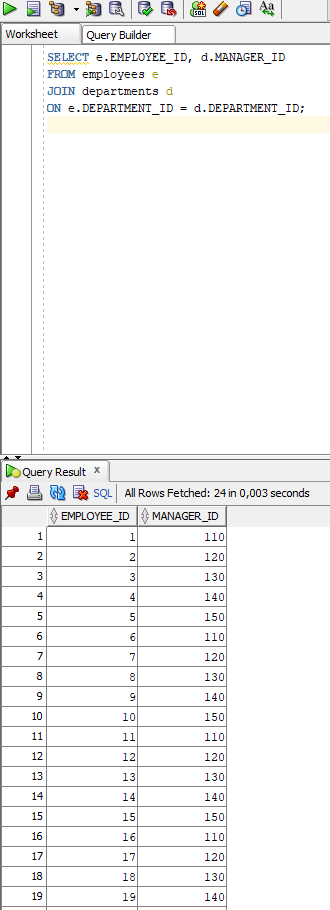 Worksheet Query Builder
SELECT e.EMPLOYEE_ID, d.MANAGER_ID
FROM employees e
JOIN departments d
ON e.DEPARTMENT_ID = d.DEPARTMENT_ID;
Query Result x
SQL | All Rows Fetched: 24 in 0,003 seconds
EMPLOYEE_ID MANAGER_ID
1 1 110
2 2 120
3 3 130
4 4 140
5 5 150
6 6 110
7 7 120
8 8 130
9 9 140
10 10 150
11 11 110
12 12 120
13 13 130
14 14 140
15 15 150
16 16 110
17 17 120
18 18 130
19 19 140